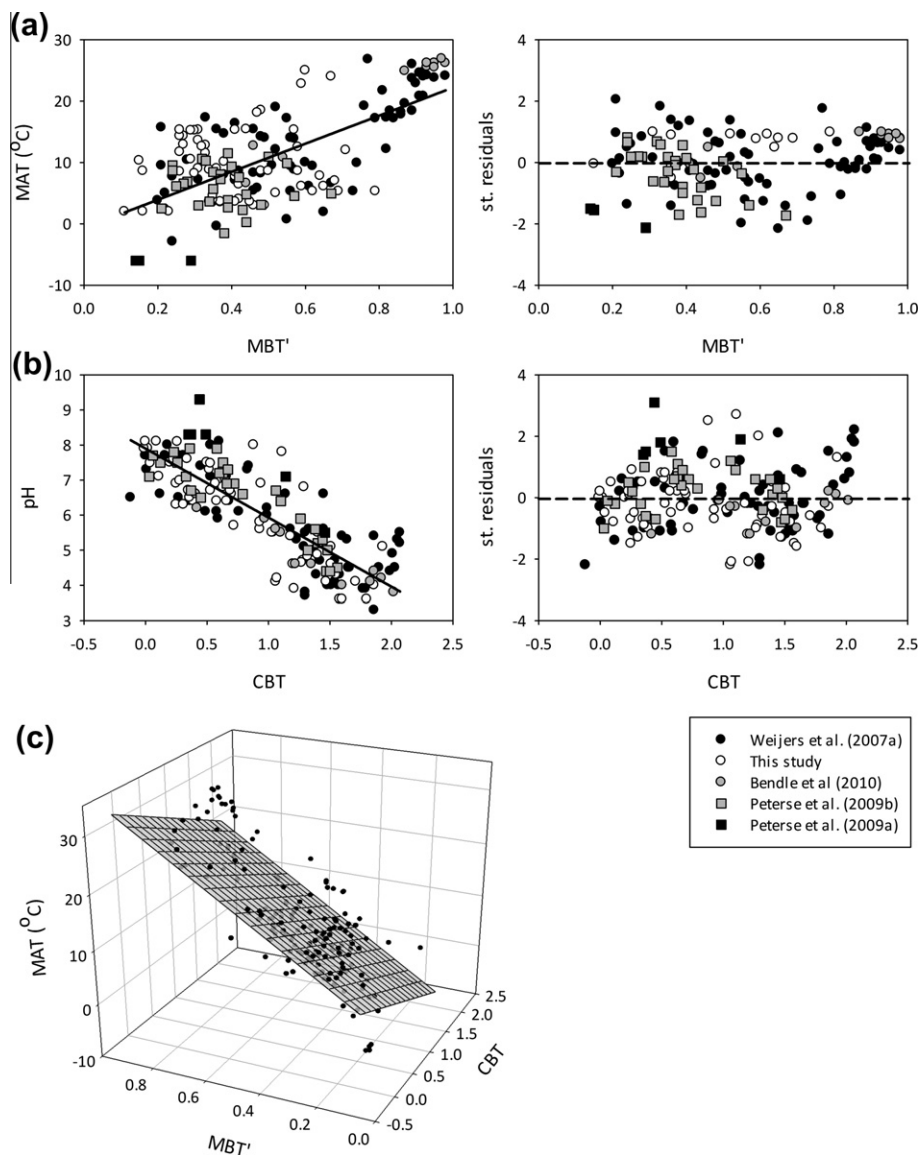 (a)
30
20
10
0
-10
MAT (°C)
0.0 0.2 0.4 0.6 0.8 1.0
MBT'
4
2
0
-2
-4
st. residuals
0.0 0.2 0.4 0.6 0.8 1.0
MBT'
(b)
10
9
8
7
6
5
4
3
pH
-0.5 0.0 0.5 1.0 1.5 2.0 2.5
CBT
4
2
0
-2
-4
st. residuals
-0.5 0.0 0.5 1.0 1.5 2.0 2.5
CBT
(c)
30
20
10
0
-10
MAT (°C)
0.8 0.6 0.4 0.2 0.0
MBT'
2.5
2.0
1.5
1.0
0.5
0.0
-0.5
CBT
Weijers et al. (2007a)
This study
Bendle et al (2010)
Peterse et al. (2009b)
Peterse et al. (2009a)